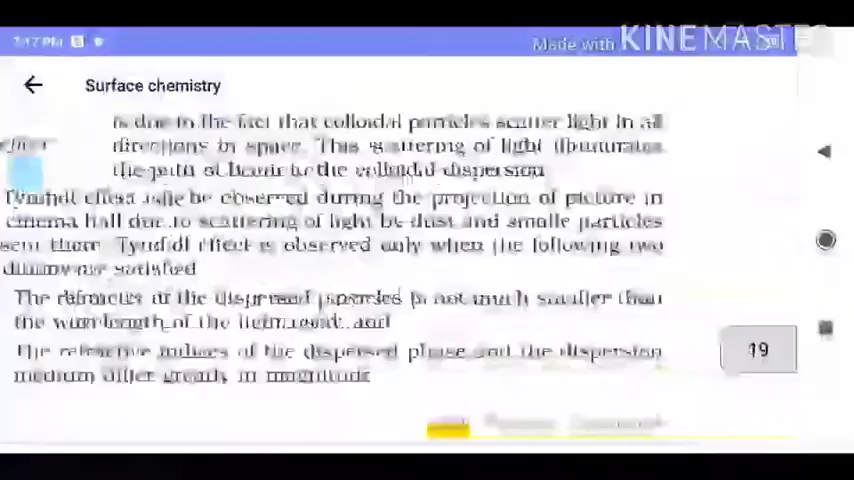 7:17 PM
Made with KINEMASTER
Surface chemistry
is due to the fact that colloidal particles scatter light in all
directions in space. This scattering of light illuminates
the path of beam in the colloidal dispersion
Tyndall effect be observed during the projection of picture in
cinema hall due to scattering of light by dust and smoke particles
there. Tyndall effect is observed only when the following two
are satisfied
The of the dispersed particles is not much smaller than
the wavelength of the light used; and
The refractive indices of the dispersed phase and the dispersion
medium differ greatly in magnitude
19